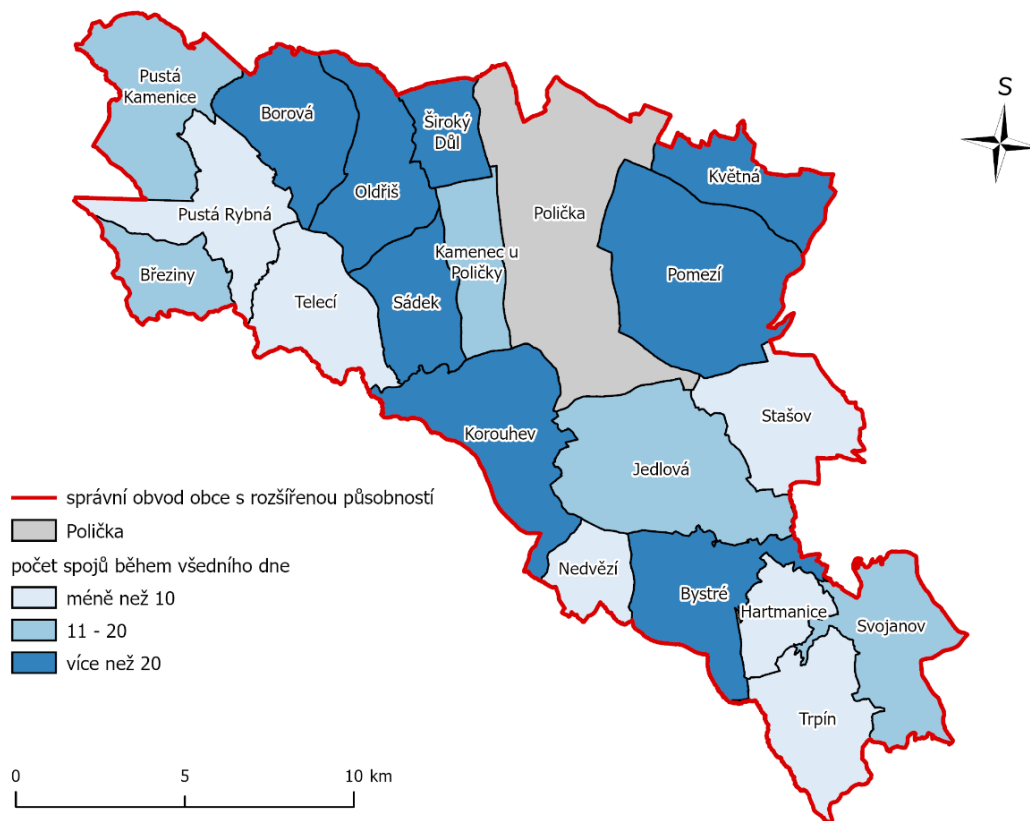 S
Pustá
Kamenice
Borová
Široký
Důl
Květná
Oldřiš
Pustá Rybná
Polička
Kamenec u
Poličky
Pomezí
Březiny
Telecí
Sádek
Stašov
Korouhev
Jedlová
Nedvězí
Bystré
Hartmanice
Svojanov
Trpín
správní obvod obce s rozšířenou působností
Polička
počet spojů během všedního dne
méně než 10
11 - 20
více než 20
0 5 10 km